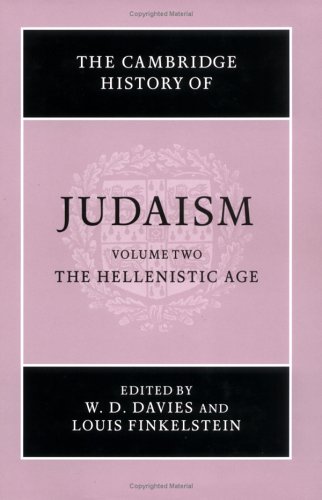 THE CAMBRIDGE
HISTORY OF
JUDAISM
VOLUME TWO
THE HELLENISTIC AGE
EDITED BY
W. D. DAVIES AND
LOUIS FINKELSTEIN
Copyrighted Material
Copyrighted Material